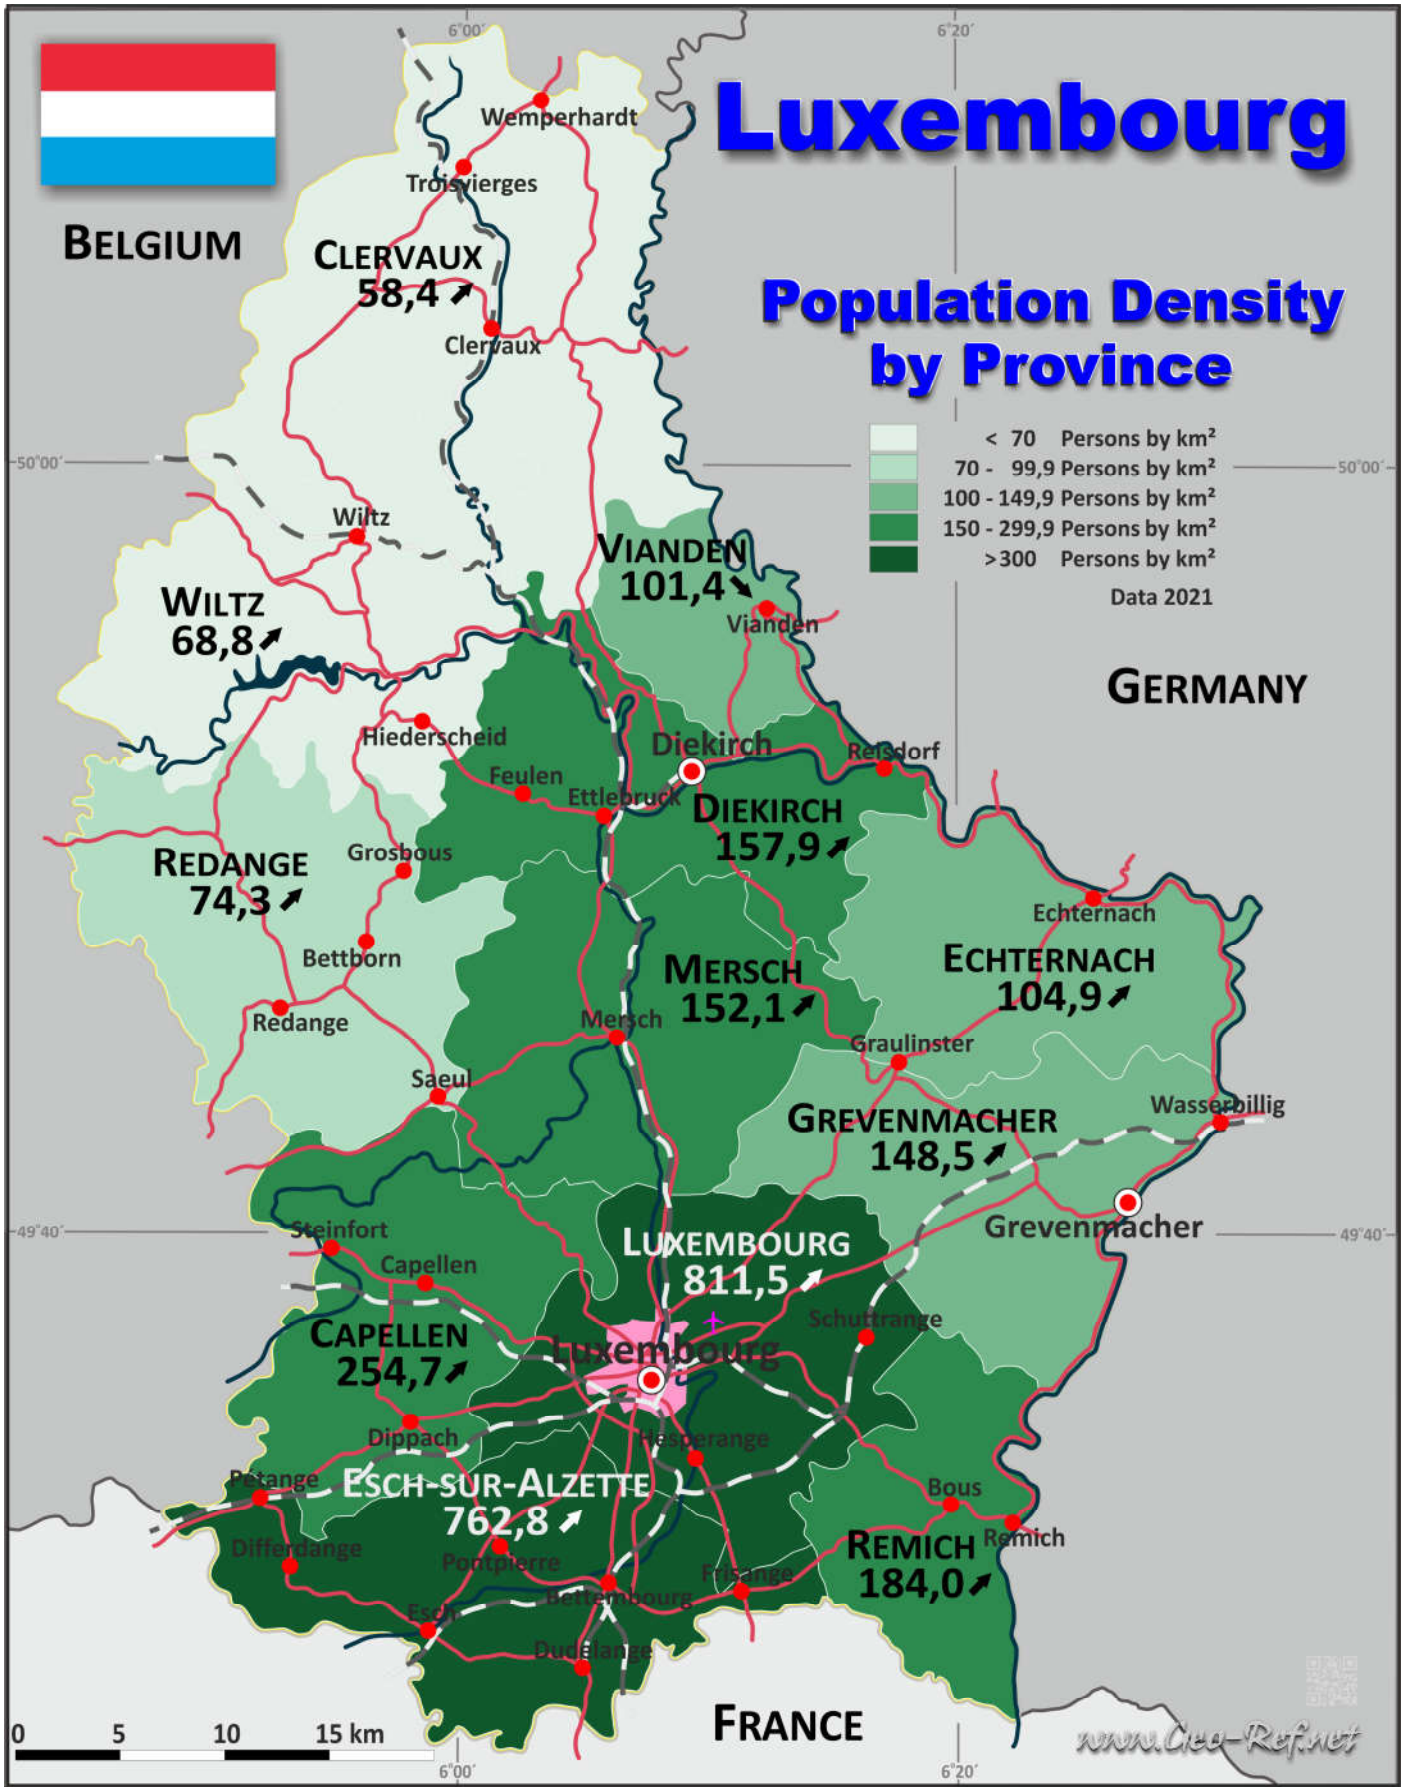 6°00´
6°20´
Luxembourg
Wemperhardt
Troisvierges
BELGIUM
CLERVAUX
58,4
Clervaux
Population Density
by Province
< 70 Persons by km²
70 - 99,9 Persons by km²
100 - 149,9 Persons by km²
150 - 299,9 Persons by km²
>300 Persons by km²
Data 2021
50°00´
50°00´
Wiltz
VIANDEN
101,4
Vianden
WILTZ
68,8
GERMANY
Hiederscheid
Diekirch
Reisdorf
Feulen
Ettlebruck
DIEKIRCH
157,9
Grosbous
REDANGE
74,3
Echternach
Bettborn
MERSCH
152,1
ECHTERNACH
104,9
Redange
Mersch
Graulinster
Saeul
GREVENMACHER
148,5
Wasserbillig
49°40´
49°40´
Steinfort
Grevenmacher
Capellen
LUXEMBOURG
811,5
Schuttrange
CAPELLEN
254,7
Luxembourg
Dippach
Hesperange
Pétange
ESCH-SUR-ALZETTE
762,8
Bous
Remich
REMICH
184,0
Differdange
Pontpierre
Frisange
Bettembourg
Esch
Dudelange
FRANCE
0 5 10 15 km
6°00´
6°20´
www.Geo-Ref.net